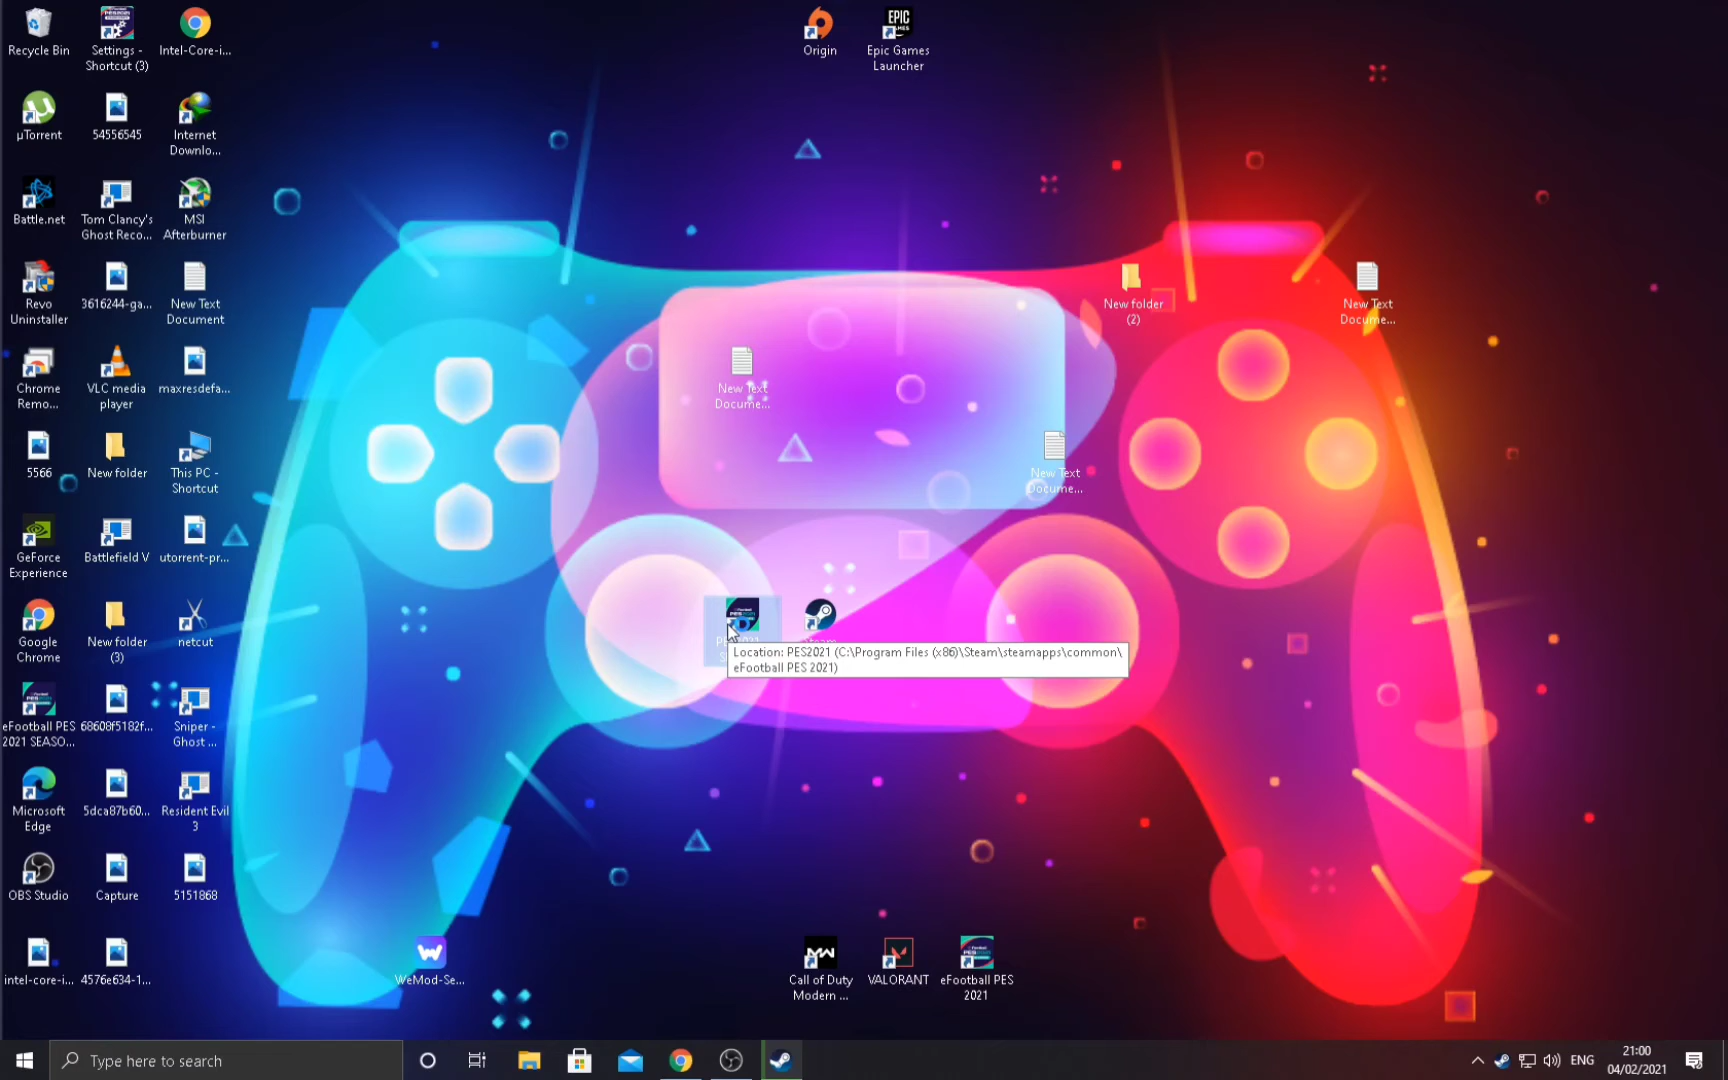 Recycle Bin
Settings -
Shortcut (3)
Intel-Core-i...
Origin
EPIC
GAMES
Epic Games
Launcher
µTorrent
54556545
Internet
Downlo...
Battle.net
Tom Clancy's
Ghost Reco...
MSI
Afterburner
Revo
Uninstaller
3616244-ga...
New Text
Document
New folder
(2)
New Text
Docume...
Chrome
Remo...
VLC media
player
maxresdefa...
New Text
Docume...
5566
New folder
This PC -
Shortcut
New Text
Docume...
GeForce
Experience
Battlefield V
utorrent-pr...
Google
Chrome
New folder
(3)
netcut
Location: PES2021 (C:\Program Files (x86)\Steam\steamapps\common\
eFootball PES 2021)
eFootball PES
2021 SEASO...
68608f5182f...
Sniper -
Ghost ...
Microsoft
Edge
5dca87b60...
Resident Evil
3
OBS Studio
Capture
5151868
intel-core-i...
4576e634-1...
WeMod-Se...
Call of Duty
Modern ...
VALORANT
eFootball PES
2021
Type here to search
ENG
21:00
04/02/2021